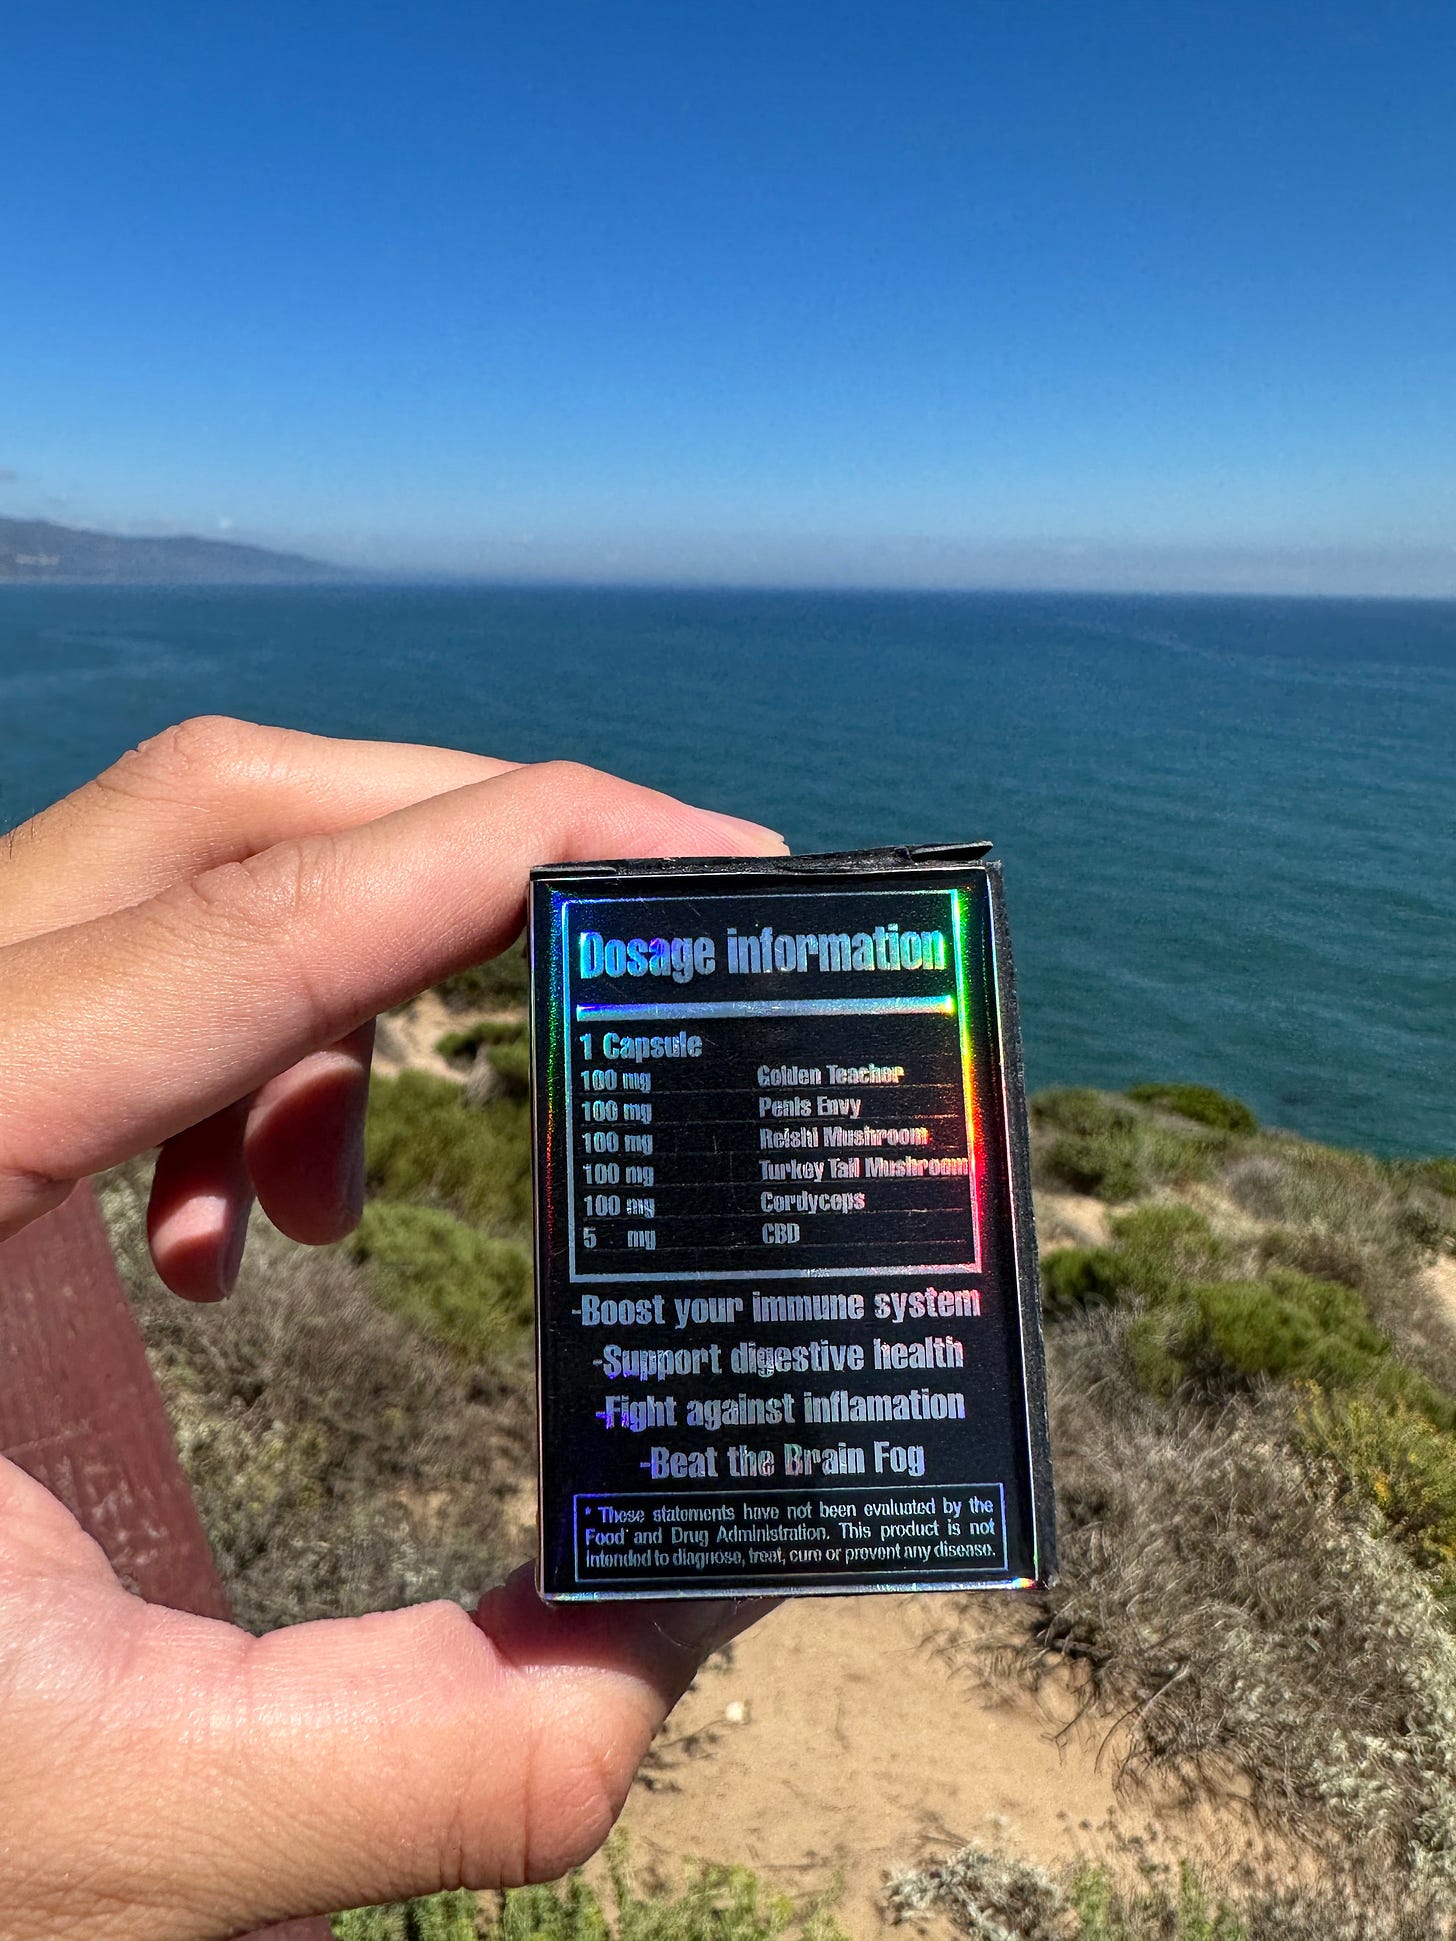 Dosage information
1 Capsule
100 mg Golden Teacher
100 mg Penis Envy
100 mg Reishi Mushroom
100 mg Turkey Tail Mushroom
100 mg Cordyceps
5 mg CBD
-Boost your immune system
-Support digestive health
-Fight against inflamation
-Beat the Brain Fog
* These statements have not been evaluated by the
Food and Drug Administration. This product is not
intended to diagnose, treat, cure or prevent any disease.